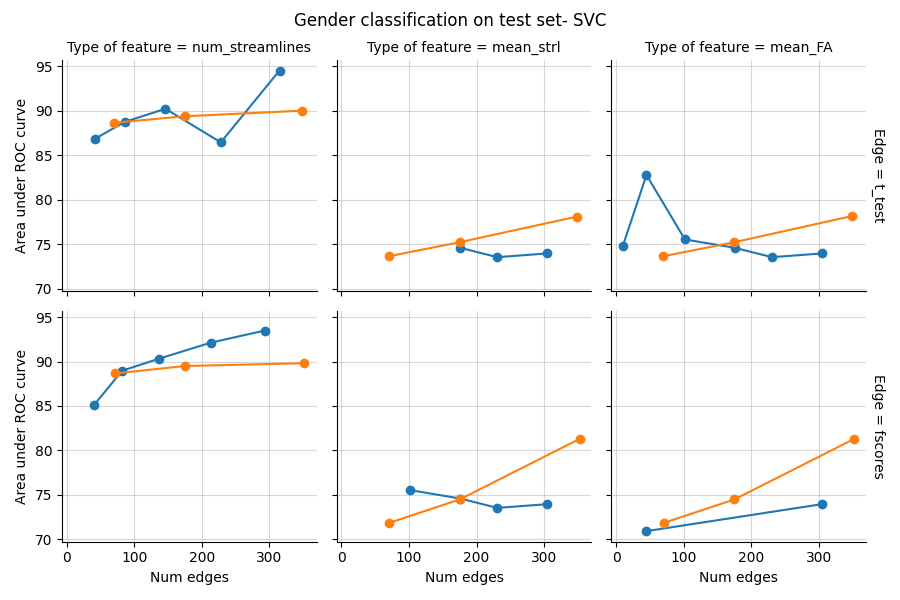 Gender classification on test set- SVC
Type of feature = num_streamlines
Type of feature = mean_strl
Type of feature = mean_FA
95
90
85
80
75
70
Area under ROC curve
0
100
200
300
0
100
200
300
0
100
200
300
Edge = t_test
95
90
85
80
75
70
Area under ROC curve
Edge = fscores
Num edges
Num edges
Num edges